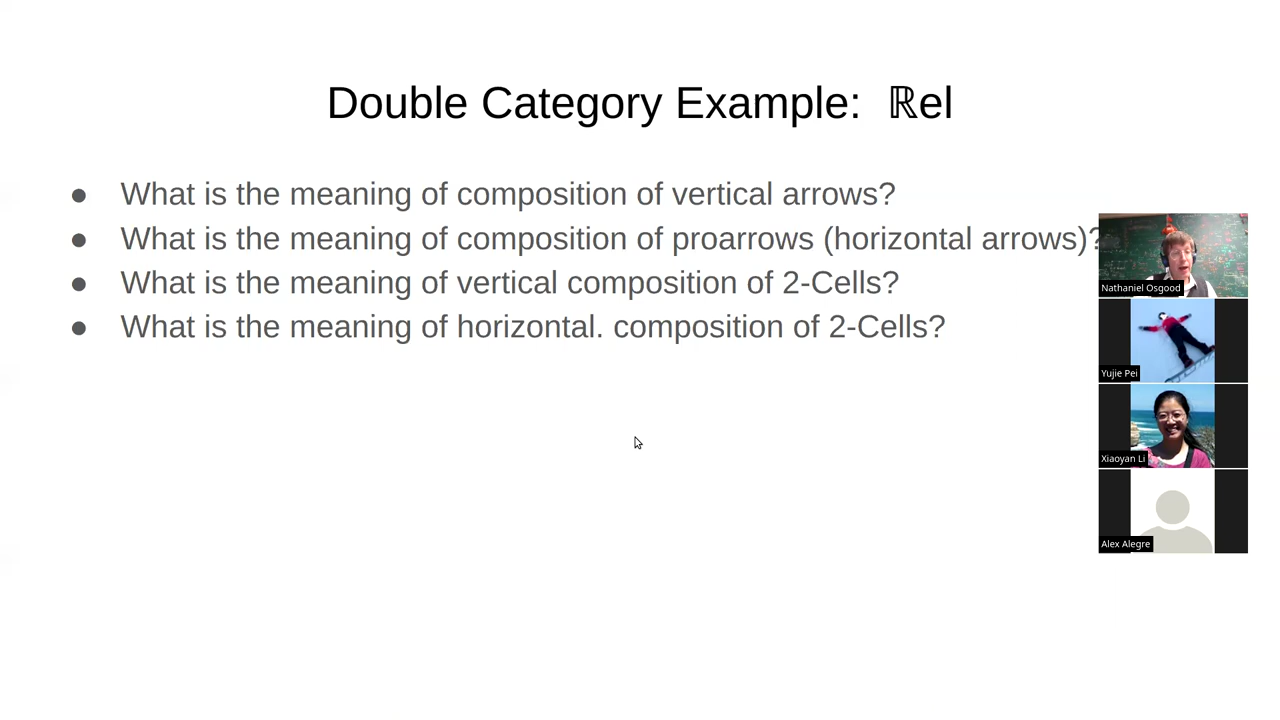 Double Category Example: ℝel
● What is the meaning of composition of vertical arrows?
● What is the meaning of composition of proarrows (horizontal arrows)?
● What is the meaning of vertical composition of 2-Cells?
● What is the meaning of horizontal. composition of 2-Cells?
Nathaniel Osgood
Yujie Pei
Xiaoyan Li
Alex Alegre